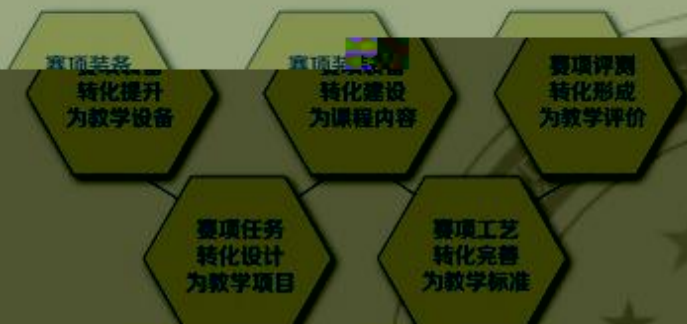 赛项装备
转化提升
为教学设备
转化建设
为课程内容
赛项评测
转化形成
为教学评价
赛项任务
转化设计
为教学项目
赛项工艺
转化完善
为教学标准